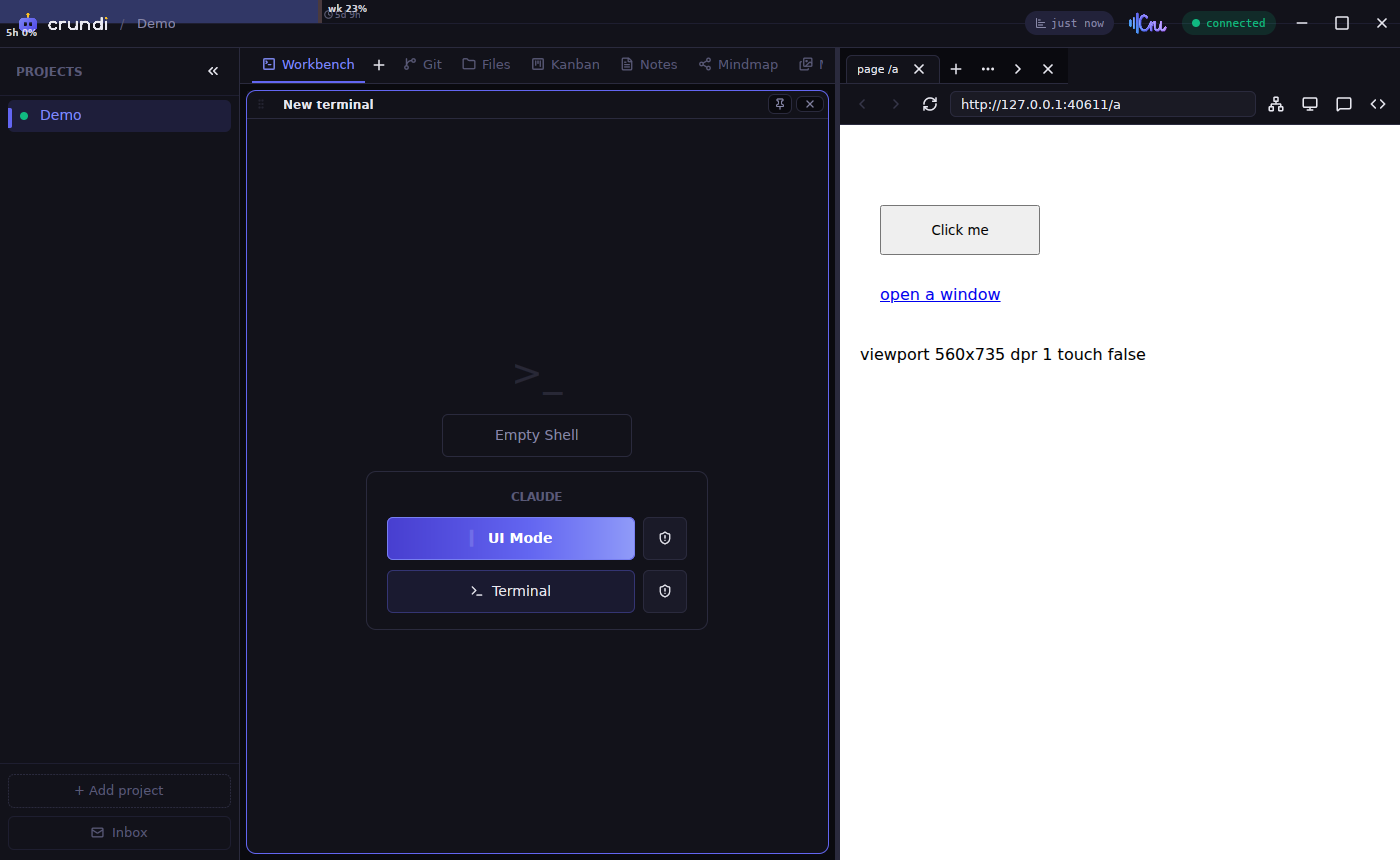 5h 0%
wk 23%
5d 9h
crundi / Demo
just now
Cru
connected
PROJECTS
Demo
+ Add project
Inbox
Workbench
Git
Files
Kanban
Notes
Mindmap
New terminal
>_
Empty Shell
CLAUDE
UI Mode
Terminal
page /a
http://127.0.0.1:40611/a
Click me
open a window
viewport 560x735 dpr 1 touch false